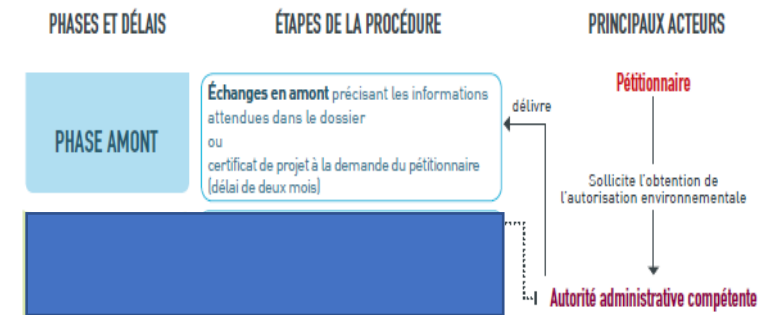 PHASES ET DÉLAIS
ÉTAPES DE LA PROCÉDURE
PRINCIPAUX ACTEURS
PHASE AMONT
Échanges en amont précisant les informations
attendues dans le dossier
ou
certificat de projet à la demande du pétitionnaire
(délai de deux mois)
délivre
Pétitionnaire
Sollicite l'obtention de
l'autorisation environnementale
Autorité administrative compétente